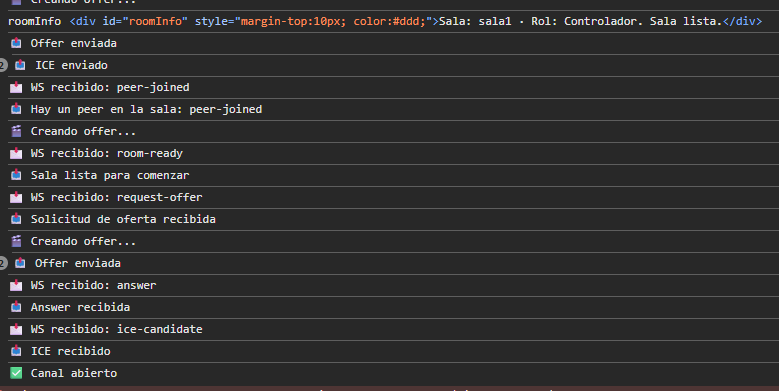 Creando offer...
roomInfo <div id="roomInfo" style="margin-top:10px; color:#ddd;">Sala: sala1 · Rol: Controlador. Sala lista.</div>
Offer enviada
2 ICE enviado
WS recibido: peer-joined
Hay un peer en la sala: peer-joined
Creando offer...
WS recibido: room-ready
Sala lista para comenzar
WS recibido: request-offer
Solicitud de oferta recibida
Creando offer...
2 Offer enviada
WS recibido: answer
Answer recibida
WS recibido: ice-candidate
ICE recibido
Canal abierto